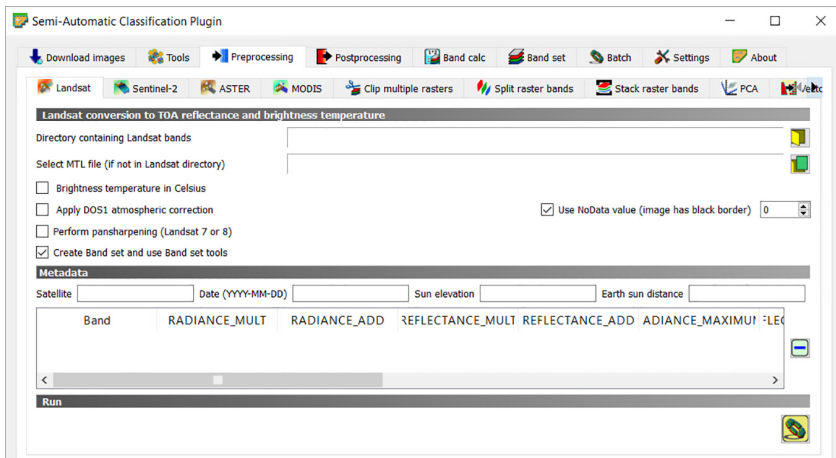 Semi-Automatic Classification Plugin
Download images Tools Preprocessing Postprocessing Band calc Band set Batch Settings About
Landsat Sentinel-2 ASTER MODIS Clip multiple rasters Split raster bands Stack raster bands PCA
Landsat conversion to TOA reflectance and brightness temperature
Directory containing Landsat bands
Select MTL file (if not in Landsat directory)
Brightness temperature in Celsius
Apply DOS1 atmospheric correction Use NoData value (image has black border) 0
Perform pansharpening (Landsat 7 or 8)
Create Band set and use Band set tools
Metadata
Satellite Date (YYYY-MM-DD) Sun elevation Earth sun distance
Band RADIANCE_MULT RADIANCE_ADD REFLECTANCE_MULT REFLECTANCE_ADD ADIANCE_MAXIMUM
Run